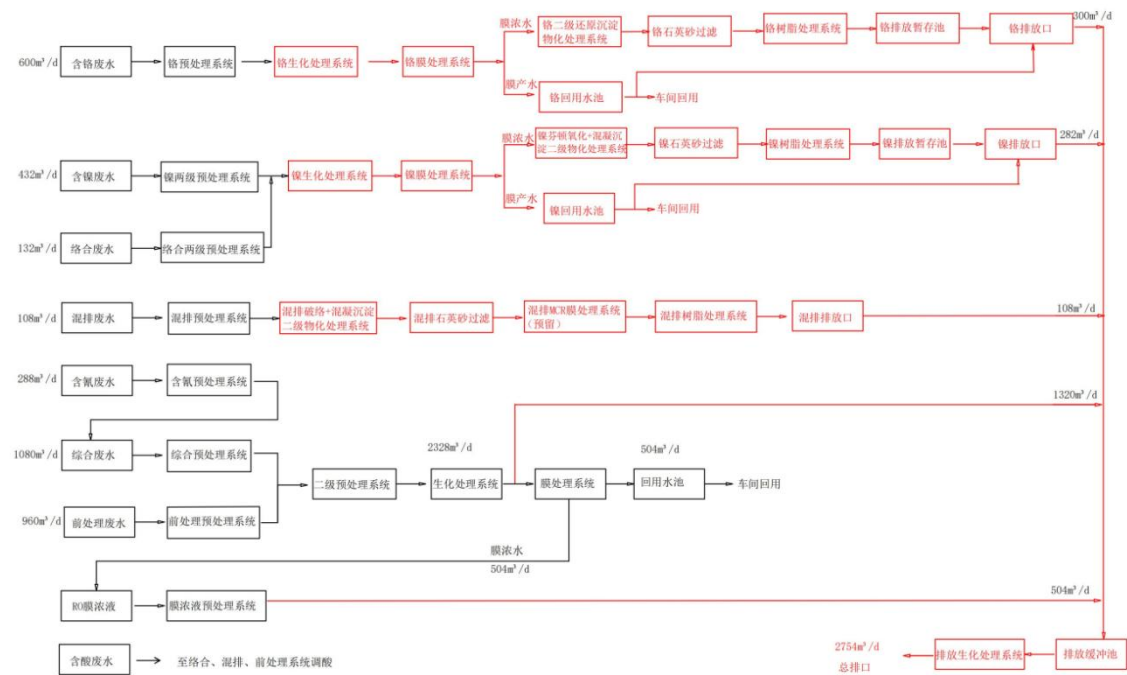 膜浓水
铬二级还原沉淀
物化处理系统
铬石英砂过滤
铬树脂处理系统
铬排放暂存池
铬排放口
300m³/d
600m³/d
含铬废水
铬预处理系统
铬生化处理系统
铬膜处理系统
膜产水
铬回用水池
车间回用
膜浓水
镍芬顿氧化+混凝沉
淀二级物化处理系统
镍石英砂过滤
镍树脂处理系统
镍排放暂存池
镍排放口
282m³/d
432m³/d
含镍废水
镍两级预处理系统
镍生化处理系统
镍膜处理系统
膜产水
镍回用水池
车间回用
132m³/d
络合废水
络合两级预处理系统
108m³/d
混排废水
混排预处理系统
混排破络+混凝沉淀
二级物化处理系统
混排石英砂过滤
混排MCR膜处理系统
（预留）
混排树脂处理系统
混排排放口
108m³/d
288m³/d
含氰废水
含氰预处理系统
1320m³/d
1080m³/d
综合废水
综合预处理系统
2328m³/d
504m³/d
二级预处理系统
生化处理系统
膜处理系统
回用水池
车间回用
960m³/d
前处理废水
前处理预处理系统
膜浓水
504m³/d
RO膜浓液
膜浓液预处理系统
504m³/d
含酸废水
至络合、混排、前处理系统调酸
2754m³/d
总排口
排放生化处理系统
排放缓冲池